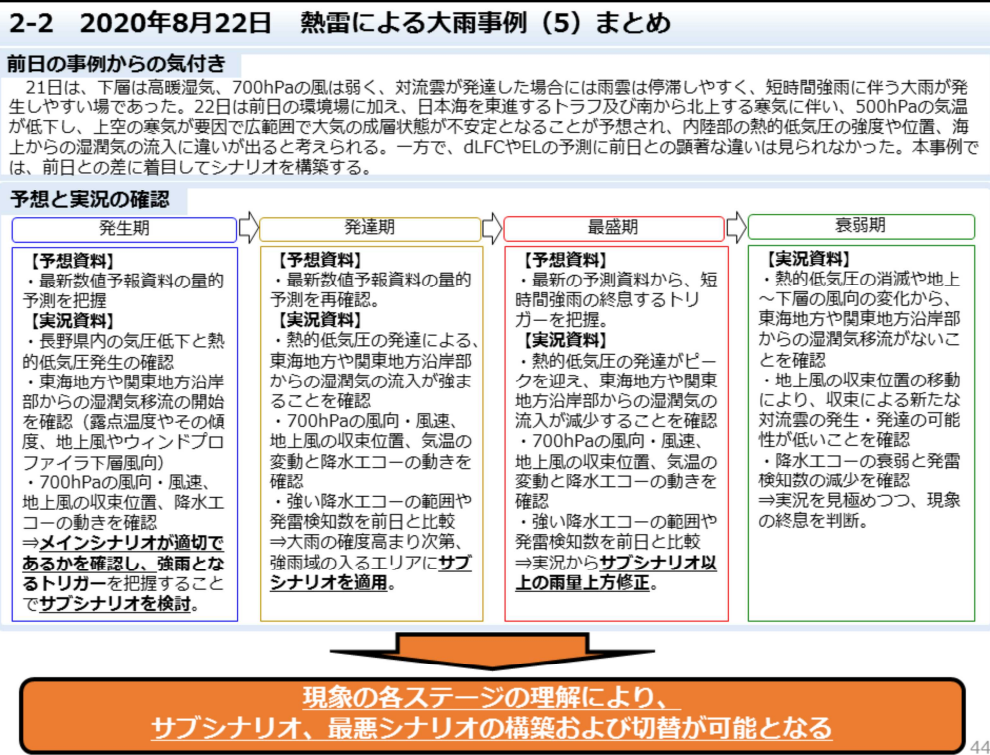 2-2　2020年8月22日　熱雷による大雨事例（5）まとめ
前日の事例からの気付き
　21日は、下層は高暖湿気、700hPaの風は弱く、対流雲が発達した場合には雨雲は停滞しやすく、短時間強雨に伴う大雨が発
生しやすい場であった。22日は前日の環境場に加え、日本海を東進するトラフ及び南から北上する寒気に伴い、500hPaの気温
が低下し、上空の寒気が要因で広範囲で大気の成層状態が不安定となることが予想され、内陸部の熱的低気圧の強度や位置、海
上からの湿潤気の流入に違いが出ると考えられる。一方で、dLFCやELの予測に前日との顕著な違いは見られなかった。本事例で
は、前日との差に着目してシナリオを構築する。
予想と実況の確認
発生期
【予想資料】
・最新数値予報資料の量的
予測を把握
【実況資料】
・長野県内の気圧低下と熱
的低気圧発生の確認
・東海地方や関東地方沿岸
部からの湿潤気移流の開始
を確認（露点温度やその傾
度、地上風やウィンドプロ
ファイラ下層風向）
・700hPaの風向・風速、
地上風の収束位置、降水エ
コーの動きを確認
⇒メインシナリオが適切で
あるかを確認し、強雨とな
るトリガーを把握すること
でサブシナリオを検討。
発達期
【予想資料】
・最新数値予報資料の量的
予測を再確認。
【実況資料】
・熱的低気圧の発達による、
東海地方や関東地方沿岸部
からの湿潤気の流入が強ま
ることを確認
・700hPaの風向・風速、
地上風の収束位置、気温の
変動と降水エコーの動きを
確認
・強い降水エコーの範囲や
発雷検知数を前日と比較
⇒大雨の確度高まり次第、
強雨域の入るエリアにサブ
シナリオを適用。
最盛期
【予想資料】
・最新の予測資料から、短
時間強雨の終息するトリ
ガーを把握。
【実況資料】
・熱的低気圧の発達がピー
クを迎え、東海地方や関東
地方沿岸部からの湿潤気の
流入が減少することを確認
・700hPaの風向・風速、
地上風の収束位置、気温の
変動と降水エコーの動きを
確認
・強い降水エコーの範囲や
発雷検知数を前日と比較
⇒実況からサブシナリオ以
上の雨量上方修正。
衰弱期
【実況資料】
・熱的低気圧の消滅や地上
～下層の風向の変化から、
東海地方や関東地方沿岸部
からの湿潤気移流がないこ
とを確認
・地上風の収束位置の移動
により、収束による新たな
対流雲の発生・発達の可能
性が低いことを確認
・降水エコーの衰弱と発雷
検知数の減少を確認
⇒実況を見極めつつ、現象
の終息を判断。
現象の各ステージの理解により、
サブシナリオ、最悪シナリオの構築および切替が可能となる
44